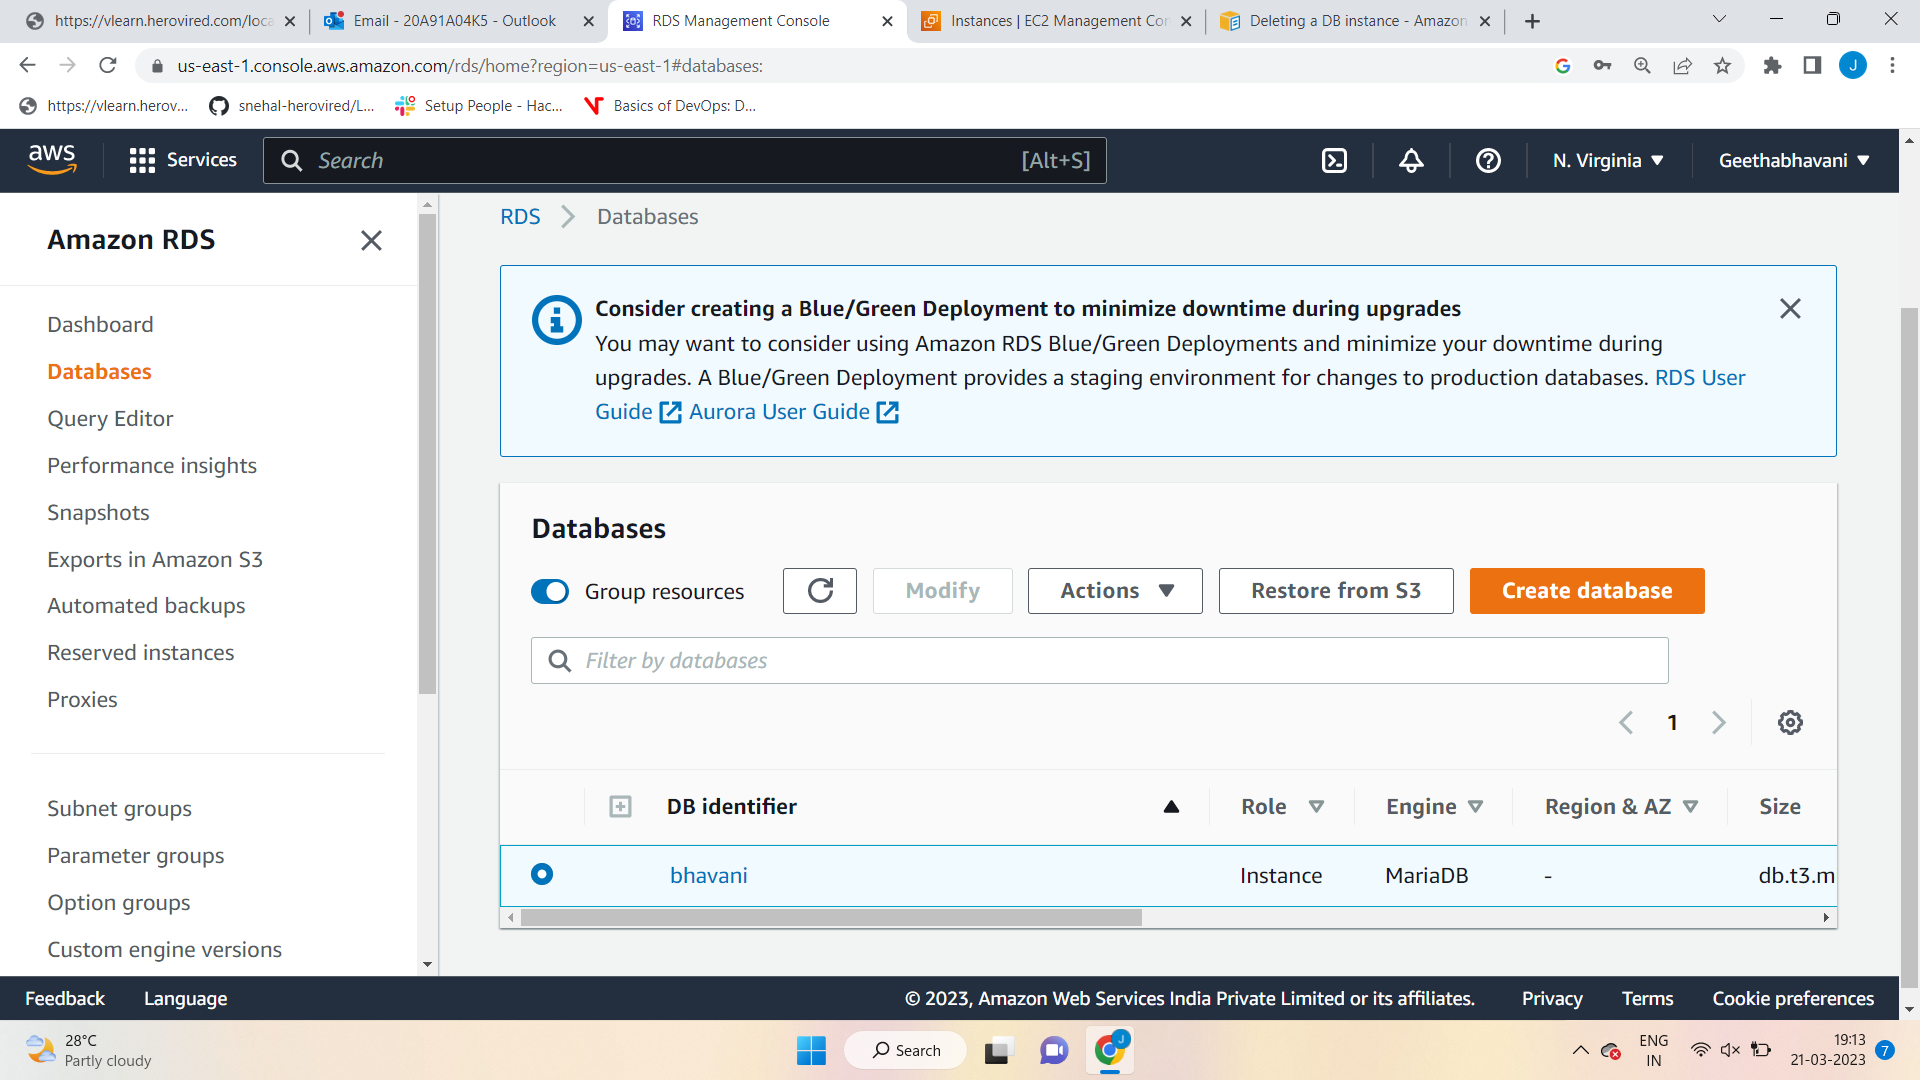 https://vlearn.herovired.com/loca
Email - 20A91A04K5 - Outlook
RDS Management Console
Instances | EC2 Management Con
Deleting a DB instance - Amazon
us-east-1.console.aws.amazon.com/rds/home?region=us-east-1#databases:
J
https://vlearn.herov...
snehal-herovired/L...
Setup People - Hac...
Basics of DevOps: D...
aws
Services
Search
[Alt+S]
N. Virginia
Geethabhavani
Amazon RDS
Dashboard
Databases
Query Editor
Performance insights
Snapshots
Exports in Amazon S3
Automated backups
Reserved instances
Proxies
Subnet groups
Parameter groups
Option groups
Custom engine versions
RDS
Databases
Consider creating a Blue/Green Deployment to minimize downtime during upgrades
You may want to consider using Amazon RDS Blue/Green Deployments and minimize your downtime during
upgrades. A Blue/Green Deployment provides a staging environment for changes to production databases. RDS User
Guide Aurora User Guide
Databases
Group resources
Modify
Actions
Restore from S3
Create database
Filter by databases
1
DB identifier
Role
Engine
Region & AZ
Size
bhavani
Instance
MariaDB
-
db.t3.m
Feedback
Language
© 2023, Amazon Web Services India Private Limited or its affiliates.
Privacy
Terms
Cookie preferences
28°C
Partly cloudy
Search
J
ENG
IN
19:13
21-03-2023
7